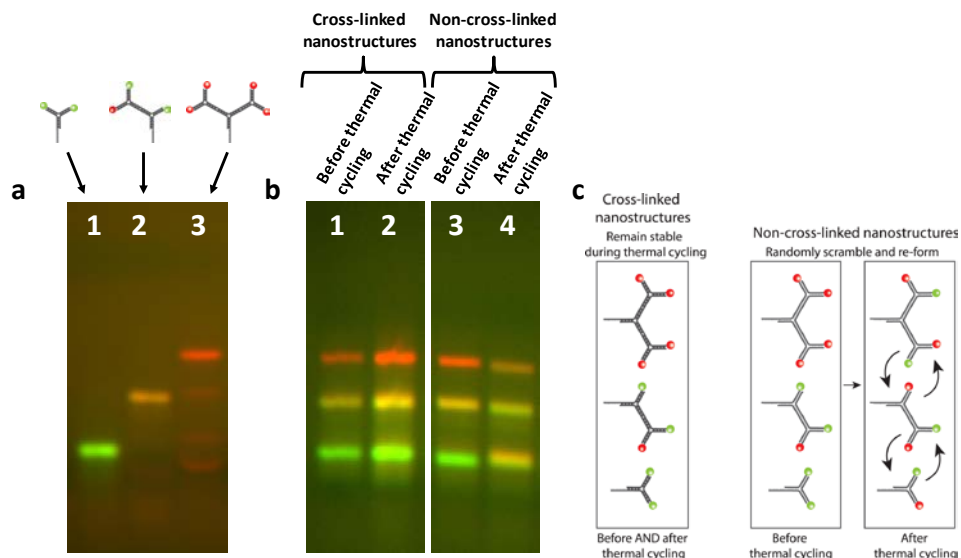 Cross-linked
nanostructures
Non-cross-linked
nanostructures
Before thermal
cycling
After thermal
cycling
Before thermal
cycling
After thermal
cycling
a
1
2
3
b
1
2
3
4
c
Cross-linked
nanostructures
Remain stable
during thermal cycling
Before AND after
thermal cycling
Non-cross-linked nanostructures
Randomly scramble and re-form
Before
thermal cycling
After
thermal cycling